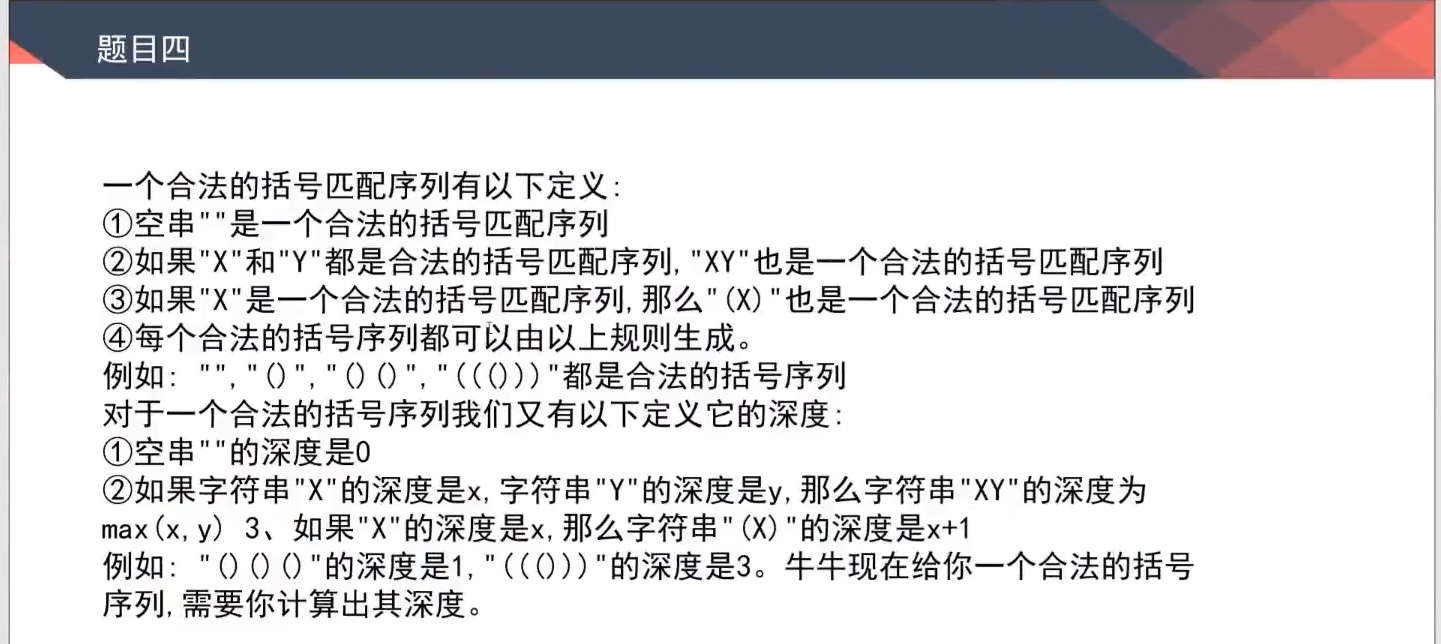 题目四
一个合法的括号匹配序列有以下定义:
①空串""是一个合法的括号匹配序列
②如果"X"和"Y"都是合法的括号匹配序列,"XY"也是一个合法的括号匹配序列
③如果"X"是一个合法的括号匹配序列,那么"(X)"也是一个合法的括号匹配序列
④每个合法的括号序列都可以由以上规则生成。
例如: "","()","()()","((()))"都是合法的括号序列
对于一个合法的括号序列我们又有以下定义它的深度:
①空串""的深度是0
②如果字符串"X"的深度是x,字符串"Y"的深度是y,那么字符串"XY"的深度为
max(x,y) 3、如果"X"的深度是x,那么字符串"(X)"的深度是x+1
例如: "()()()"的深度是1,"((()))"的深度是3。牛牛现在给你一个合法的括号
序列,需要你计算出其深度。